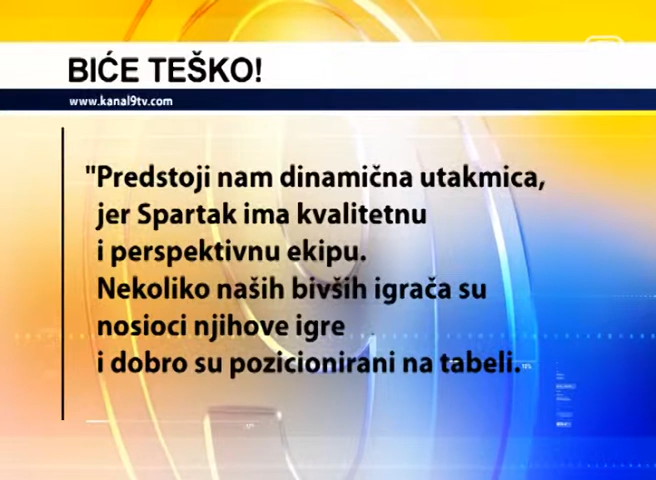 BIĆE TEŠKO!
www.kanal9tv.com
"Predstoji nam dinamična utakmica,
jer Spartak ima kvalitetnu
i perspektivnu ekipu.
Nekoliko naših bivših igrača su
nosioci njihove igre
i dobro su pozicionirani na tabeli.